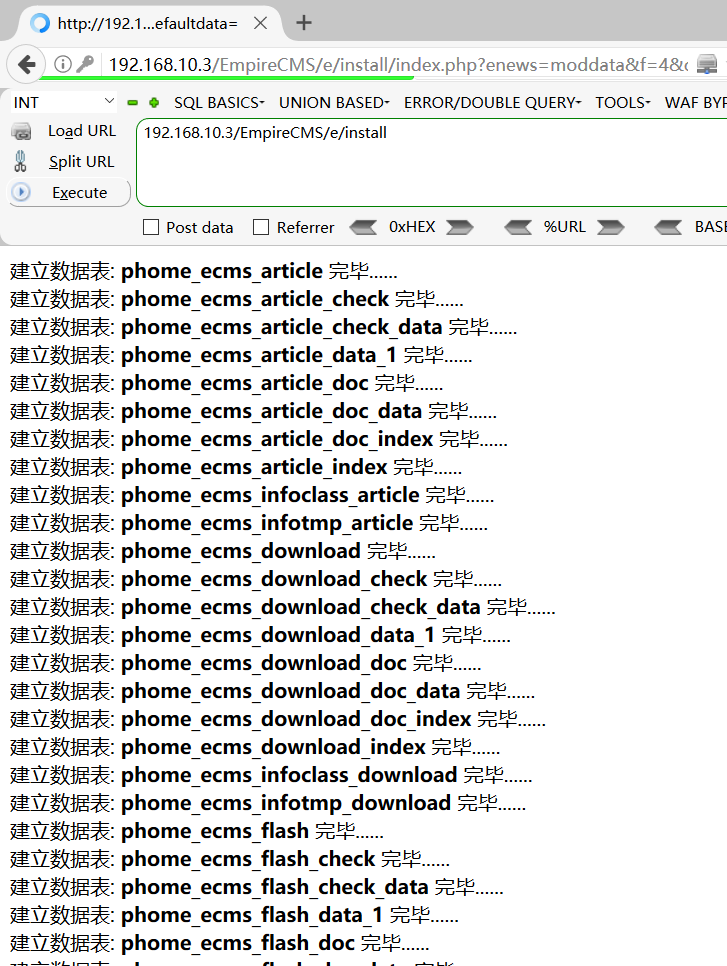 http://192.1...efaultdata=
192.168.10.3/EmpireCMS/e/install/index.php?enews=moddata&f=4&
INT
SQL BASICS
UNION BASED
ERROR/DOUBLE QUERY
TOOLS
WAF BYP
Load URL
192.168.10.3/EmpireCMS/e/install
Split URL
Execute
Post data
Referrer
0xHEX
%URL
BASE
建立数据表: phome_ecms_article 完毕......
建立数据表: phome_ecms_article_check 完毕......
建立数据表: phome_ecms_article_check_data 完毕......
建立数据表: phome_ecms_article_data_1 完毕......
建立数据表: phome_ecms_article_doc 完毕......
建立数据表: phome_ecms_article_doc_data 完毕......
建立数据表: phome_ecms_article_doc_index 完毕......
建立数据表: phome_ecms_article_index 完毕......
建立数据表: phome_ecms_infoclass_article 完毕......
建立数据表: phome_ecms_infotmp_article 完毕......
建立数据表: phome_ecms_download 完毕......
建立数据表: phome_ecms_download_check 完毕......
建立数据表: phome_ecms_download_check_data 完毕......
建立数据表: phome_ecms_download_data_1 完毕......
建立数据表: phome_ecms_download_doc 完毕......
建立数据表: phome_ecms_download_doc_data 完毕......
建立数据表: phome_ecms_download_doc_index 完毕......
建立数据表: phome_ecms_download_index 完毕......
建立数据表: phome_ecms_infoclass_download 完毕......
建立数据表: phome_ecms_infotmp_download 完毕......
建立数据表: phome_ecms_flash 完毕......
建立数据表: phome_ecms_flash_check 完毕......
建立数据表: phome_ecms_flash_check_data 完毕......
建立数据表: phome_ecms_flash_data_1 完毕......
建立数据表: phome_ecms_flash_doc 完毕......